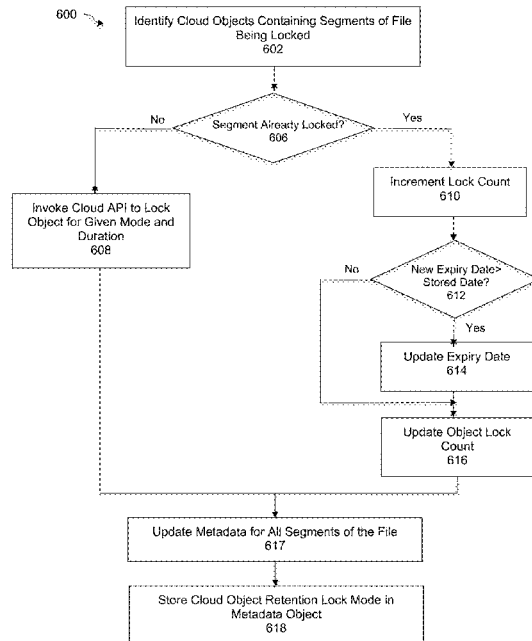 600
Identify Cloud Objects Containing Segments of File
Being Locked
602
No
Segment Already Locked?
606
Yes
Invoke Cloud API to Lock
Object for Given Mode and
Duration
608
Increment Lock Count
610
No
New Expiry Date>
Stored Date?
612
Yes
Update Expiry Date
614
Update Object Lock
Count
616
Update Metadata for All Segments of the File
617
Store Cloud Object Retention Lock Mode in
Metadata Object
618